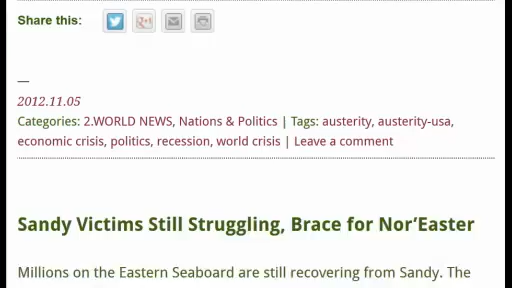 Share this:
—
2012.11.05
Categories: 2.WORLD NEWS, Nations & Politics | Tags: austerity, austerity-usa,
economic crisis, politics, recession, world crisis | Leave a comment
Sandy Victims Still Struggling, Brace for Nor’Easter
Millions on the Eastern Seaboard are still recovering from Sandy. The